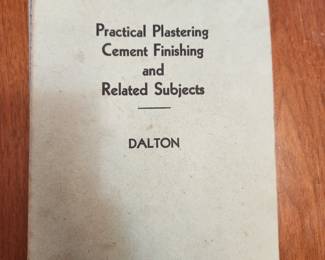 Practical Plastering
Cement Finishing
and
Related Subjects
DALTON